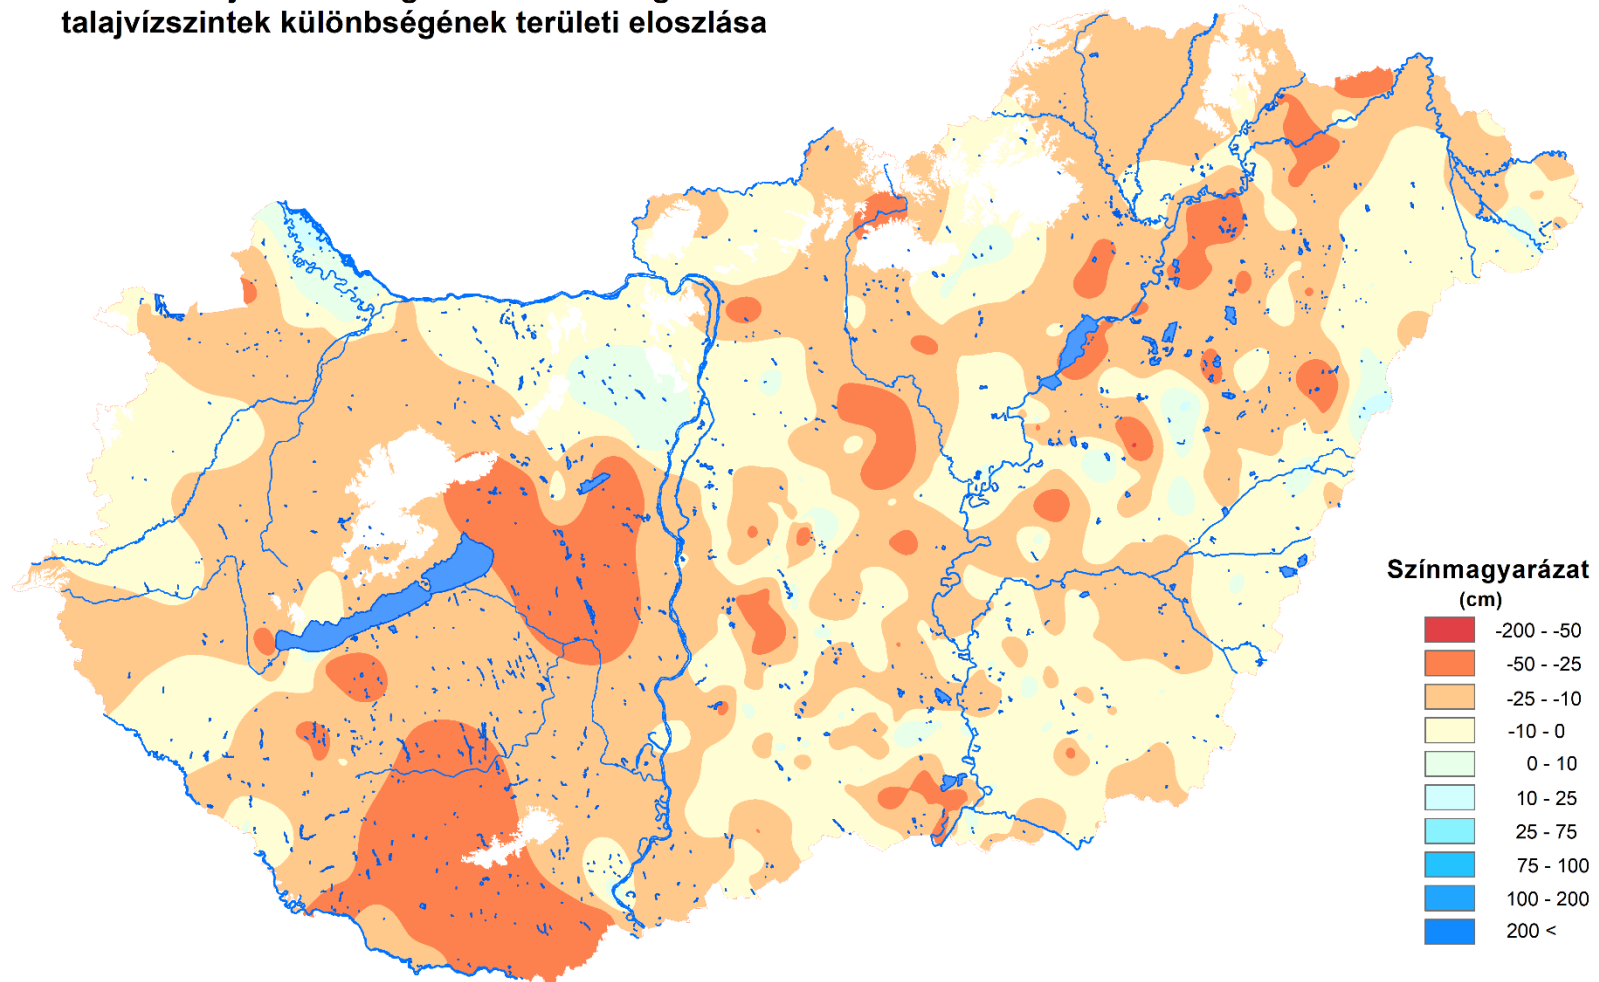 talajvízszintek különbségének területi eloszlása
Színmagyarázat
(cm)
-200 - -50
-50 - -25
-25 - -10
-10 - 0
0 - 10
10 - 25
25 - 75
75 - 100
100 - 200
200 <